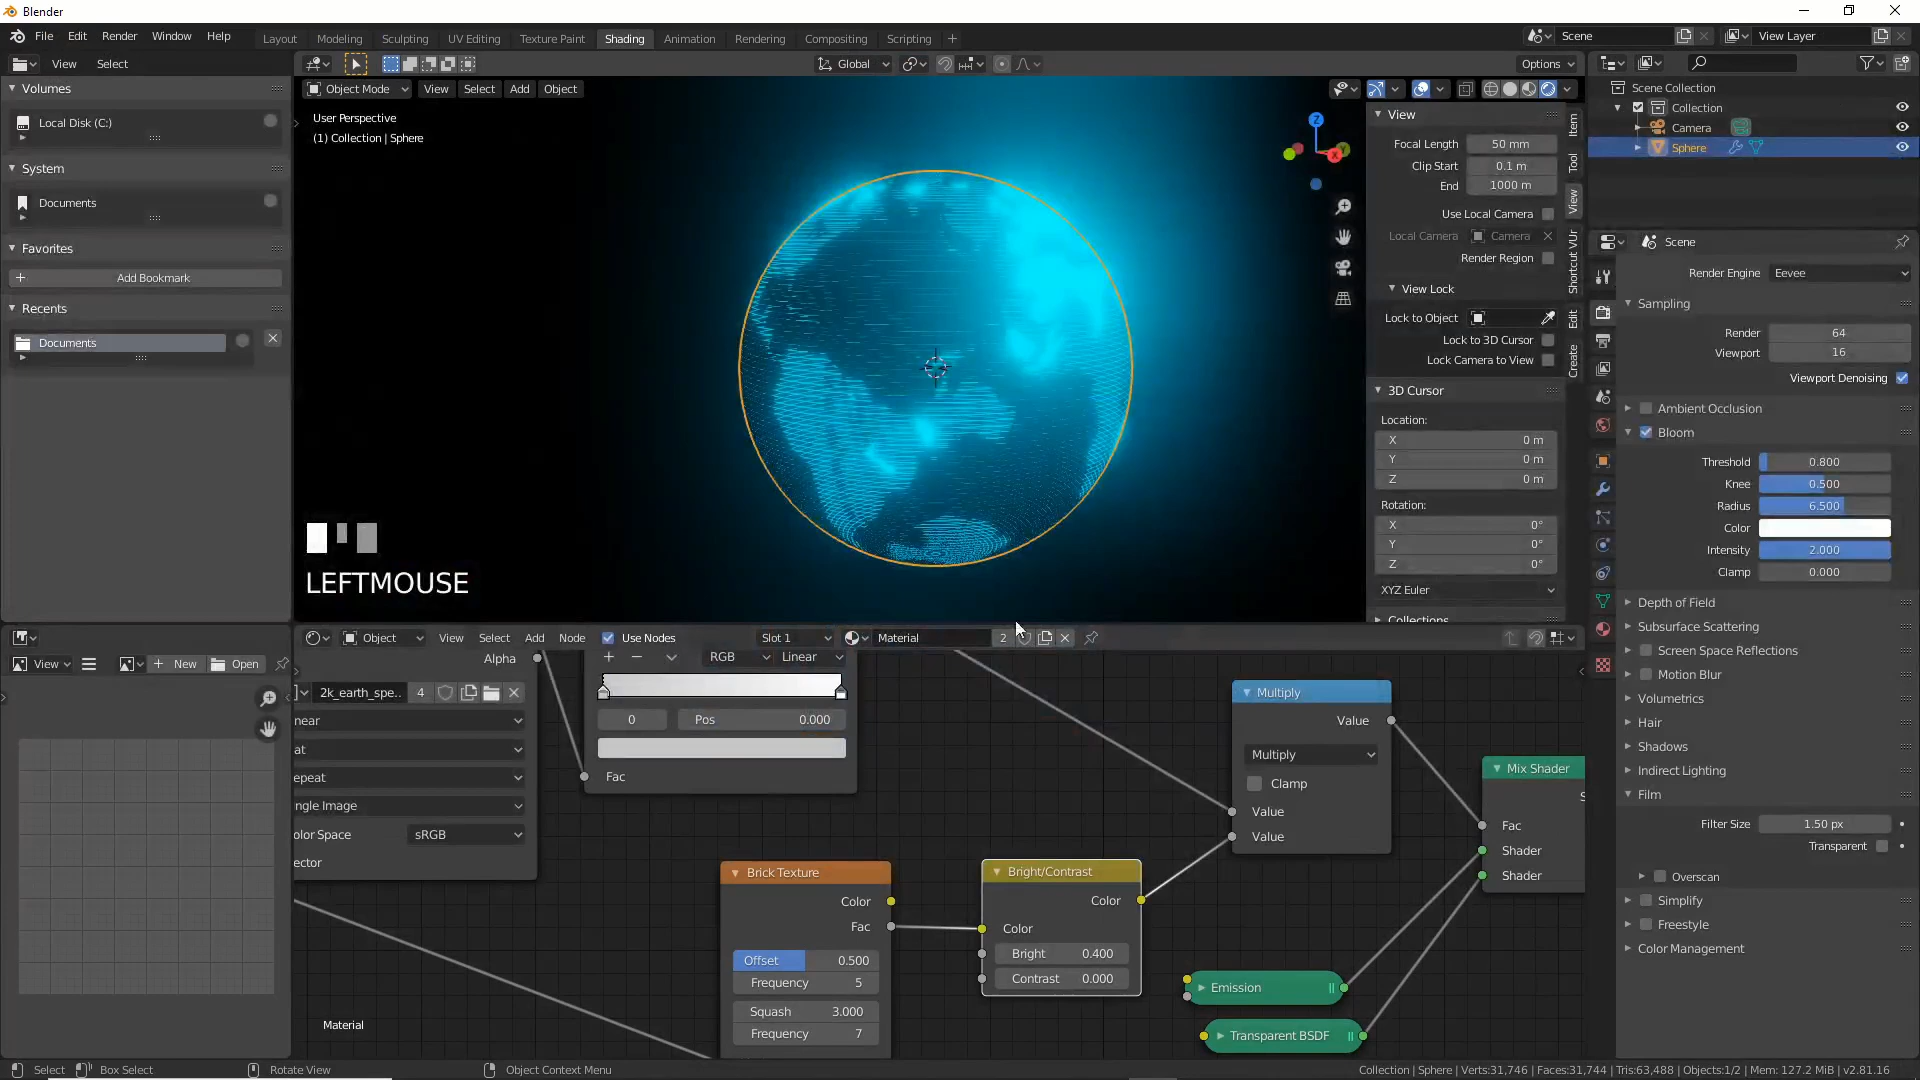 Blender
File Edit Render Window Help
Layout Modeling Sculpting UV Editing Texture Paint Shading Animation Rendering Compositing Scripting
Scene
View Layer
View Select
Global
Options
Volumes
Local Disk (C:)
System
Documents
Favorites
Add Bookmark
Recents
Documents
Object Mode View Select Add Object
User Perspective
(1) Collection | Sphere
Z
X
Y
LEFTMOUSE
View
Focal Length 50 mm
Clip Start 0.1 m
End 1000 m
Use Local Camera
Local Camera Camera
Render Region
View Lock
Lock to Object
Lock to 3D Cursor
Lock Camera to View
3D Cursor
Location:
X 0 m
Y 0 m
Z 0 m
Rotation:
X 0°
Y 0°
Z 0°
XYZ Euler
Collections
Item
Tool
View
Shortcut VUr
Edit
Create
Scene Collection
Collection
Camera
Sphere
Scene
Render Engine Eevee
Sampling
Render 64
Viewport 16
Viewport Denoising
Ambient Occlusion
Bloom
Threshold 0.800
Knee 0.500
Radius 6.500
Color
Intensity 2.000
Clamp 0.000
Depth of Field
Subsurface Scattering
Screen Space Reflections
Motion Blur
Volumetrics
Hair
Shadows
Indirect Lighting
Film
Filter Size 1.50 px
Transparent
Overscan
Simplify
Freestyle
Color Management
View New Open
Object View Select Add Node Use Nodes Slot 1 Material 2
Alpha
2k_earth_spe.. 4
near
at
epeat
ngle Image
olor Space sRGB
ector
RGB Linear
0 Pos 0.000
Fac
Brick Texture
Color
Fac
Offset 0.500
Frequency 5
Squash 3.000
Frequency 7
Bright/Contrast
Color
Color
Bright 0.400
Contrast 0.000
Multiply
Value
Multiply
Clamp
Value
Value
Mix Shader
S
Fac
Shader
Shader
Emission
Transparent BSDF
Material
Select Box Select Rotate View Object Context Menu
Collection | Sphere | Verts:31,746 | Faces:31,744 | Tris:63,488 | Objects:1/2 | Mem: 127.2 MiB | v2.81.16